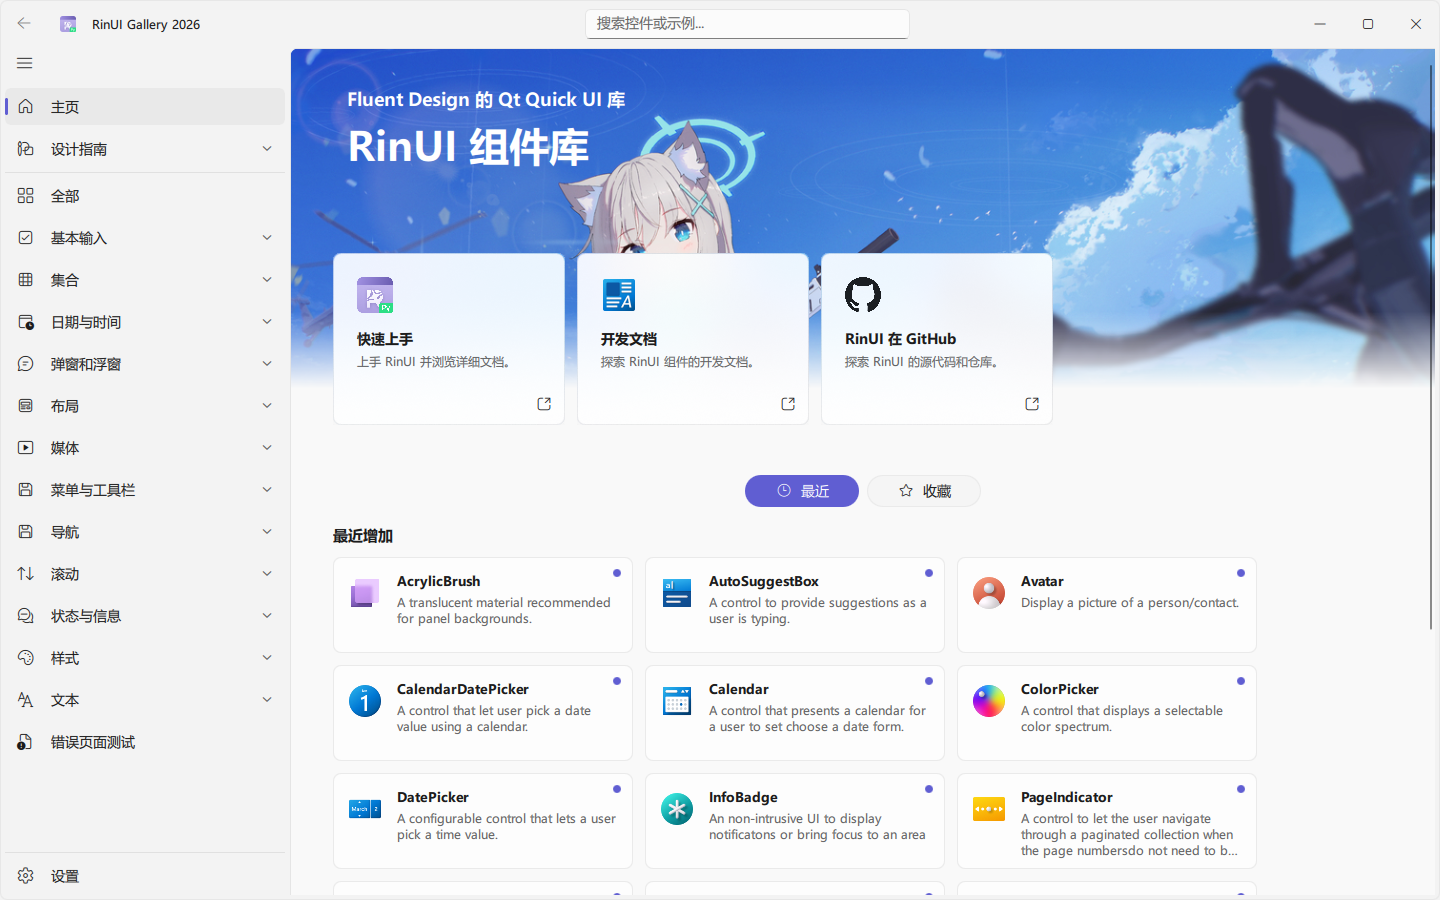 RinUI Gallery 2026
搜索控件或示例...
主页
设计指南
全部
基本输入
集合
日期与时间
弹窗和浮窗
布局
媒体
菜单与工具栏
导航
滚动
状态与信息
样式
文本
错误页面测试
设置
Fluent Design 的 Qt Quick UI 库
RinUI 组件库
Py
快速上手
上手 RinUI 并浏览详细文档。
开发文档
探索 RinUI 组件的开发文档。
RinUI 在 GitHub
探索 RinUI 的源代码和仓库。
最近
收藏
最近增加
AcrylicBrush
A translucent material recommended
for panel backgrounds.
AutoSuggestBox
A control to provide suggestions as a
user is typing.
Avatar
Display a picture of a person/contact.
CalendarDatePicker
A control that let user pick a date
value using a calendar.
Calendar
A control that presents a calendar for
a user to set choose a date form.
ColorPicker
A control that displays a selectable
color spectrum.
March 2
DatePicker
A configurable control that lets a user
pick a time value.
InfoBadge
An non-intrusive UI to display
notificatons or bring focus to an area
PageIndicator
A control to let the user navigate
through a paginated collection when
the page numbersdo not need to b...